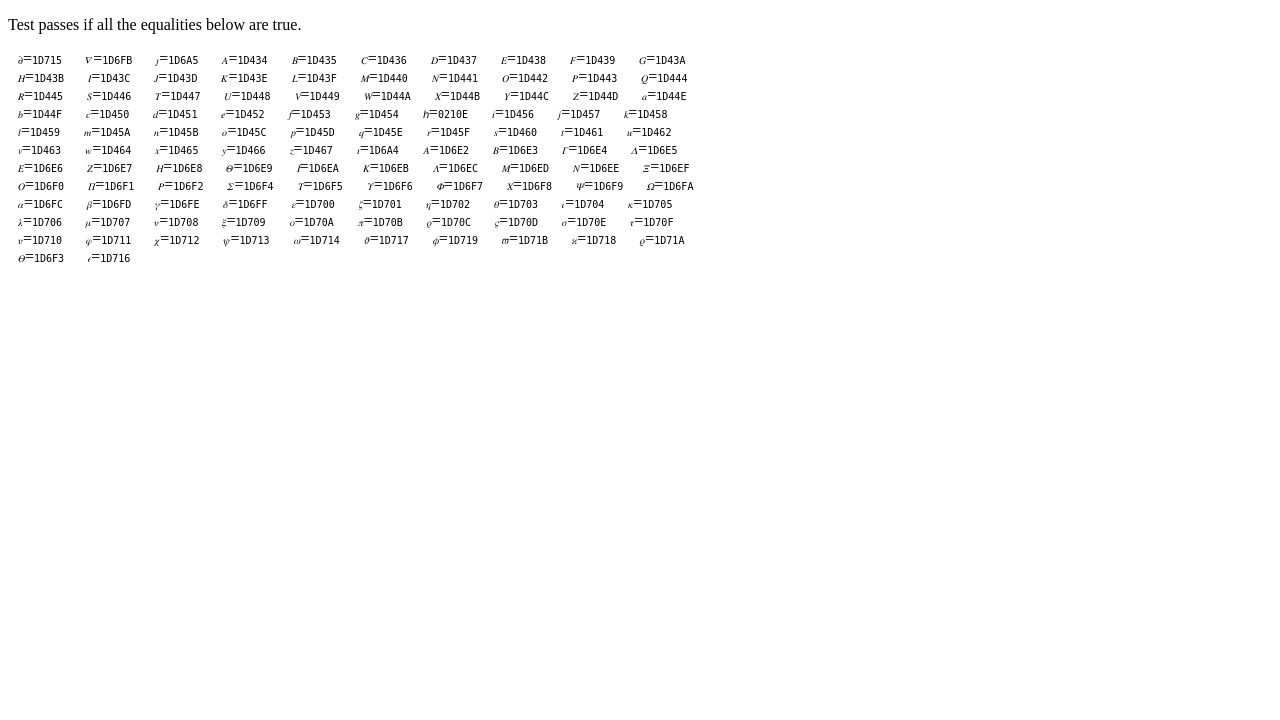 Test passes if all the equalities below are true.
𝜕=1D715 𝛻=1D6FB 𝚥=1D6A5 𝐴=1D434 𝐵=1D435 𝐶=1D436 𝐷=1D437 𝐸=1D438 𝐹=1D439 𝐺=1D43A
𝐻=1D43B 𝐼=1D43C 𝐽=1D43D 𝐾=1D43E 𝐿=1D43F 𝑀=1D440 𝑁=1D441 𝑂=1D442 𝑃=1D443 𝑄=1D444
𝑅=1D445 𝑆=1D446 𝑇=1D447 𝑈=1D448 𝑉=1D449 𝑊=1D44A 𝑋=1D44B 𝑌=1D44C 𝑍=1D44D 𝑎=1D44E
𝑏=1D44F 𝑐=1D450 𝑑=1D451 𝑒=1D452 𝑓=1D453 𝑔=1D454 ℎ=0210E 𝑖=1D456 𝑗=1D457 𝑘=1D458
𝑙=1D459 𝑚=1D45A 𝑛=1D45B 𝑜=1D45C 𝑝=1D45D 𝑞=1D45E 𝑟=1D45F 𝑠=1D460 𝑡=1D461 𝑢=1D462
𝑣=1D463 𝑤=1D464 𝑥=1D465 𝑦=1D466 𝑧=1D467 𝚤=1D6A4 𝛢=1D6E2 𝛣=1D6E3 𝛤=1D6E4 𝛥=1D6E5
𝛦=1D6E6 𝛧=1D6E7 𝛨=1D6E8 𝛩=1D6E9 𝛪=1D6EA 𝛫=1D6EB 𝛬=1D6EC 𝛭=1D6ED 𝛮=1D6EE 𝛯=1D6EF
𝛰=1D6F0 𝛱=1D6F1 𝛲=1D6F2 𝛴=1D6F4 𝛵=1D6F5 𝛶=1D6F6 𝛷=1D6F7 𝛸=1D6F8 𝛹=1D6F9 𝛺=1D6FA
𝛼=1D6FC 𝛽=1D6FD 𝛾=1D6FE 𝛿=1D6FF 𝜀=1D700 𝜁=1D701 𝜂=1D702 𝜃=1D703 𝜄=1D704 𝜅=1D705
𝜆=1D706 𝜇=1D707 𝜈=1D708 𝜉=1D709 𝜊=1D70A 𝜋=1D70B 𝜌=1D70C 𝜍=1D70D 𝜎=1D70E 𝜏=1D70F
𝜐=1D710 𝜑=1D711 𝜒=1D712 𝜓=1D713 𝜔=1D714 𝜗=1D717 𝜙=1D719 𝜛=1D71B 𝜘=1D718 𝜚=1D71A
𝛳=1D6F3 𝜖=1D716